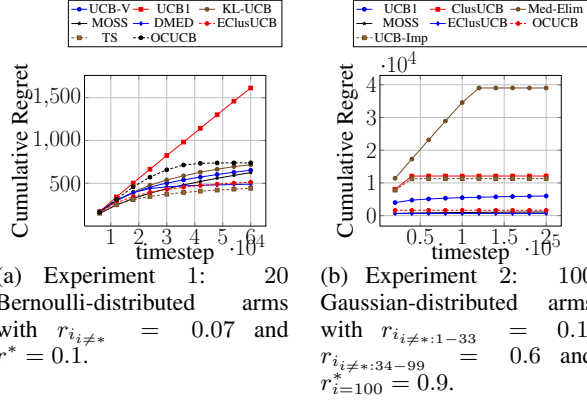 UCB-V UCB1 KL-UCB
MOSS DMED EClusUCB
TS OCUCB
Cumulative Regret
1,500
1,000
500
1 2 3 4 5 6
timestep ·10^4
(a) Experiment 1: 20
Bernoulli-distributed arms
with r_{i_{i≠*}} = 0.07 and
r^* = 0.1.
UCB1 ClusUCB Med-Elim
MOSS EClusUCB OCUCB
UCB-Imp
·10^4
Cumulative Regret
4
3
2
1
0
0.5 1 1.5 2
timestep ·10^5
(b) Experiment 2: 100
Gaussian-distributed arms
with r_{i_{i≠*:1−33}} = 0.1,
r_{i_{i≠*:34−99}} = 0.6 and
r^*_{i=100} = 0.9.